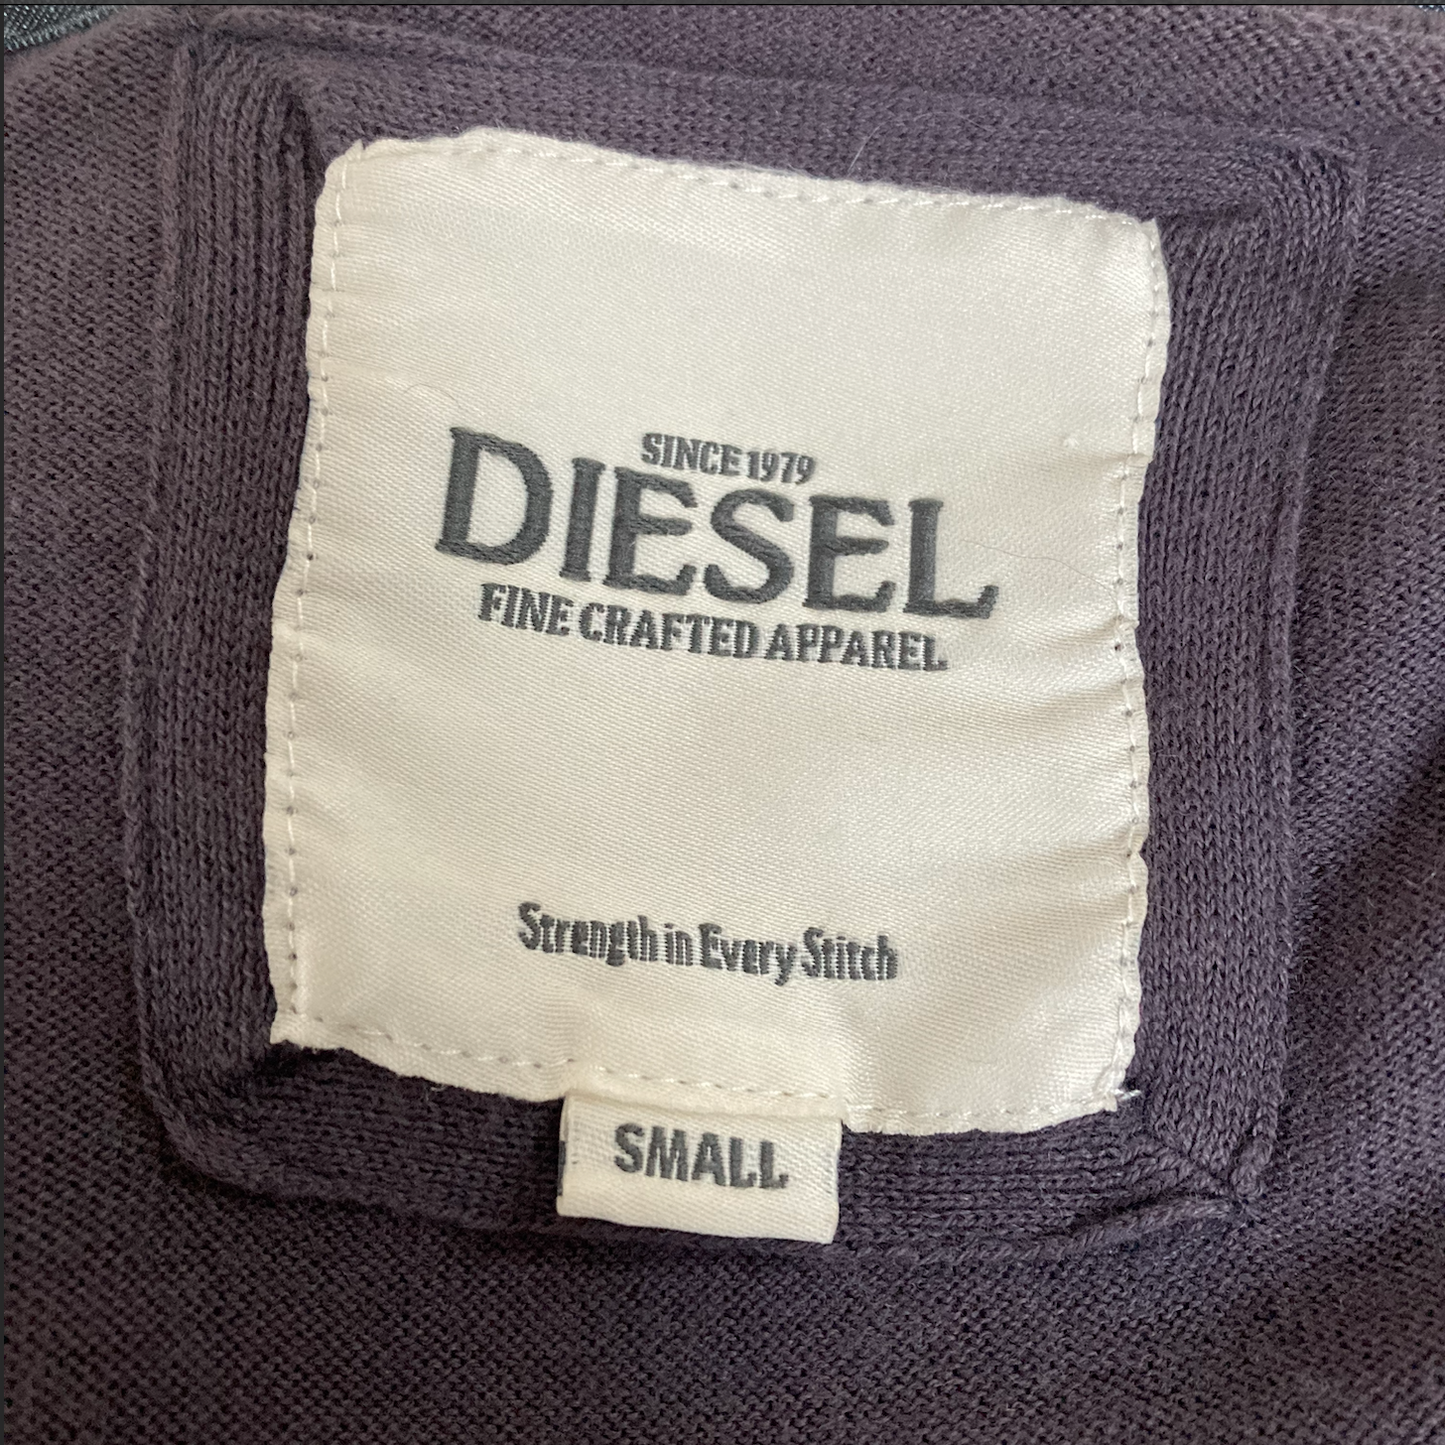 SINCE 1979
DIESEL
FINE CRAFTED APPAREL
Strength in Every Stitch
SMALL